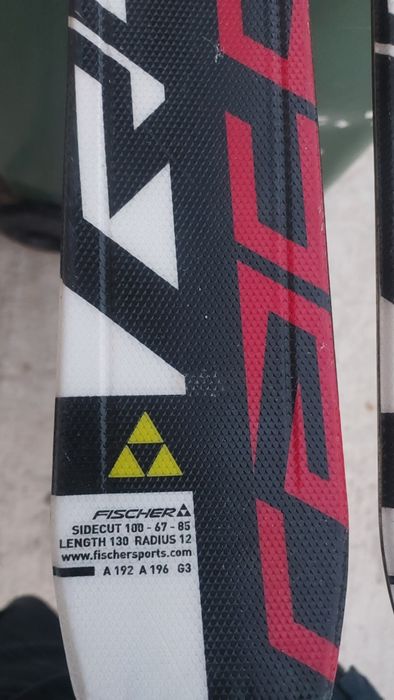 FISCHER
SIDECUT 100 - 67 - 85
LENGTH 130 RADIUS 12
www.fischersports.com
A 192 A 196 G3